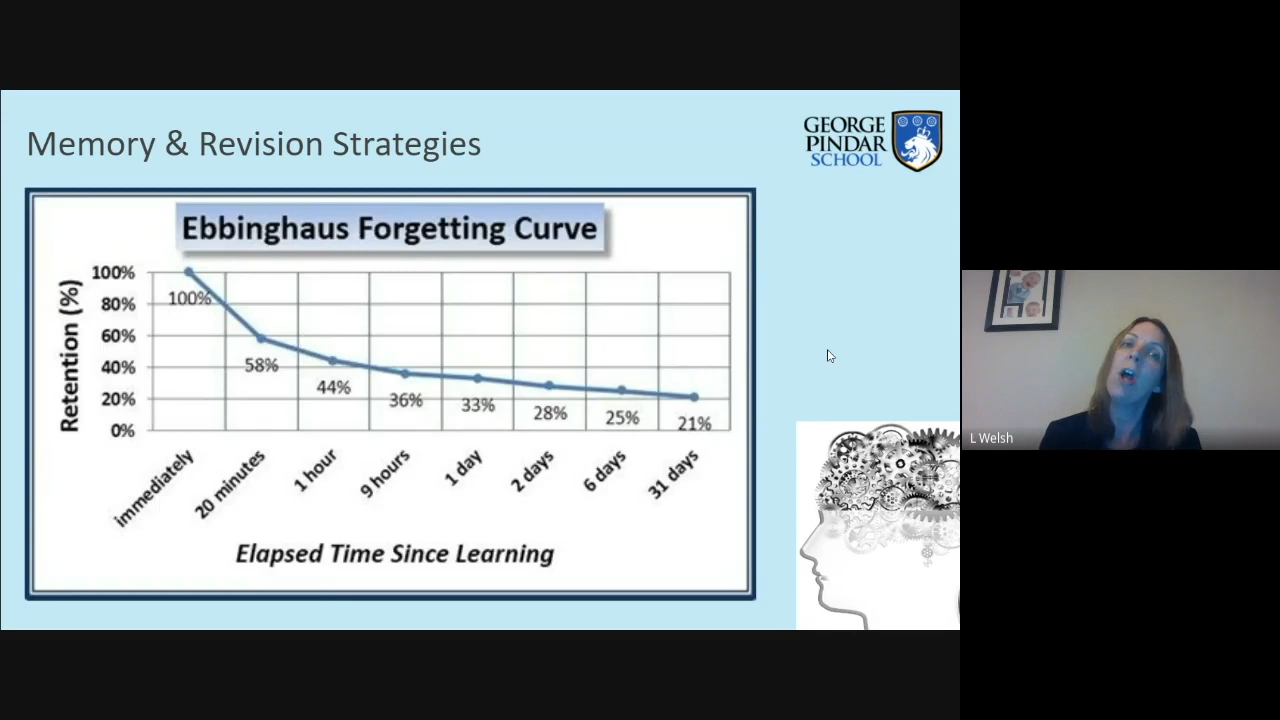 Memory & Revision Strategies
GEORGE
PINDAR
SCHOOL
Ebbinghaus Forgetting Curve
Retention (%)
100%
80%
60%
40%
20%
0%
100%
58%
44%
36%
33%
28%
25%
21%
immediately
20 minutes
1 hour
9 hours
1 day
2 days
6 days
31 days
Elapsed Time Since Learning
L Welsh